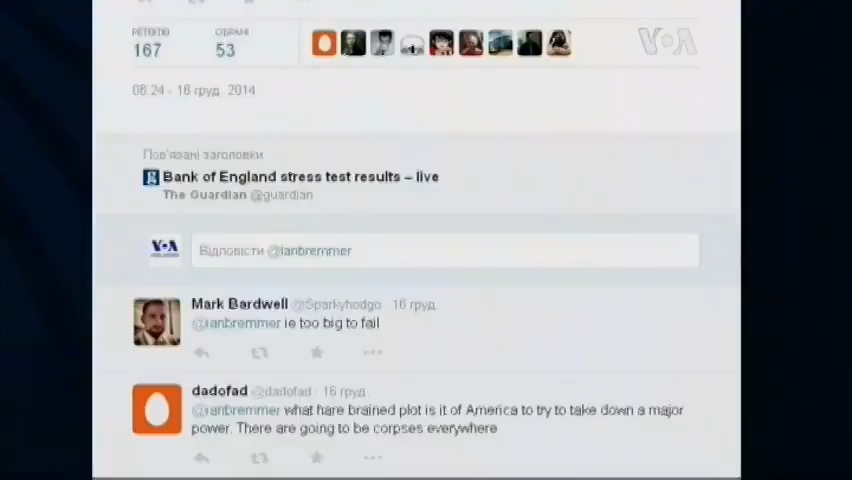 РЕТВІТІВ ОБРАНІ
167 53
VOA
06:24 - 16 груд. 2014
Пов'язані заголовки
Bank of England stress test results – live
The Guardian @guardian
VOA
Відповісти @ianbremmer
Mark Bardwell @Sparkyhodgo 16 груд.
@ianbremmer ie too big to fail
dadofad @dadofad 16 груд.
@ianbremmer what hare brained plot is it of America to try to take down a major
power. There are going to be corpses everywhere